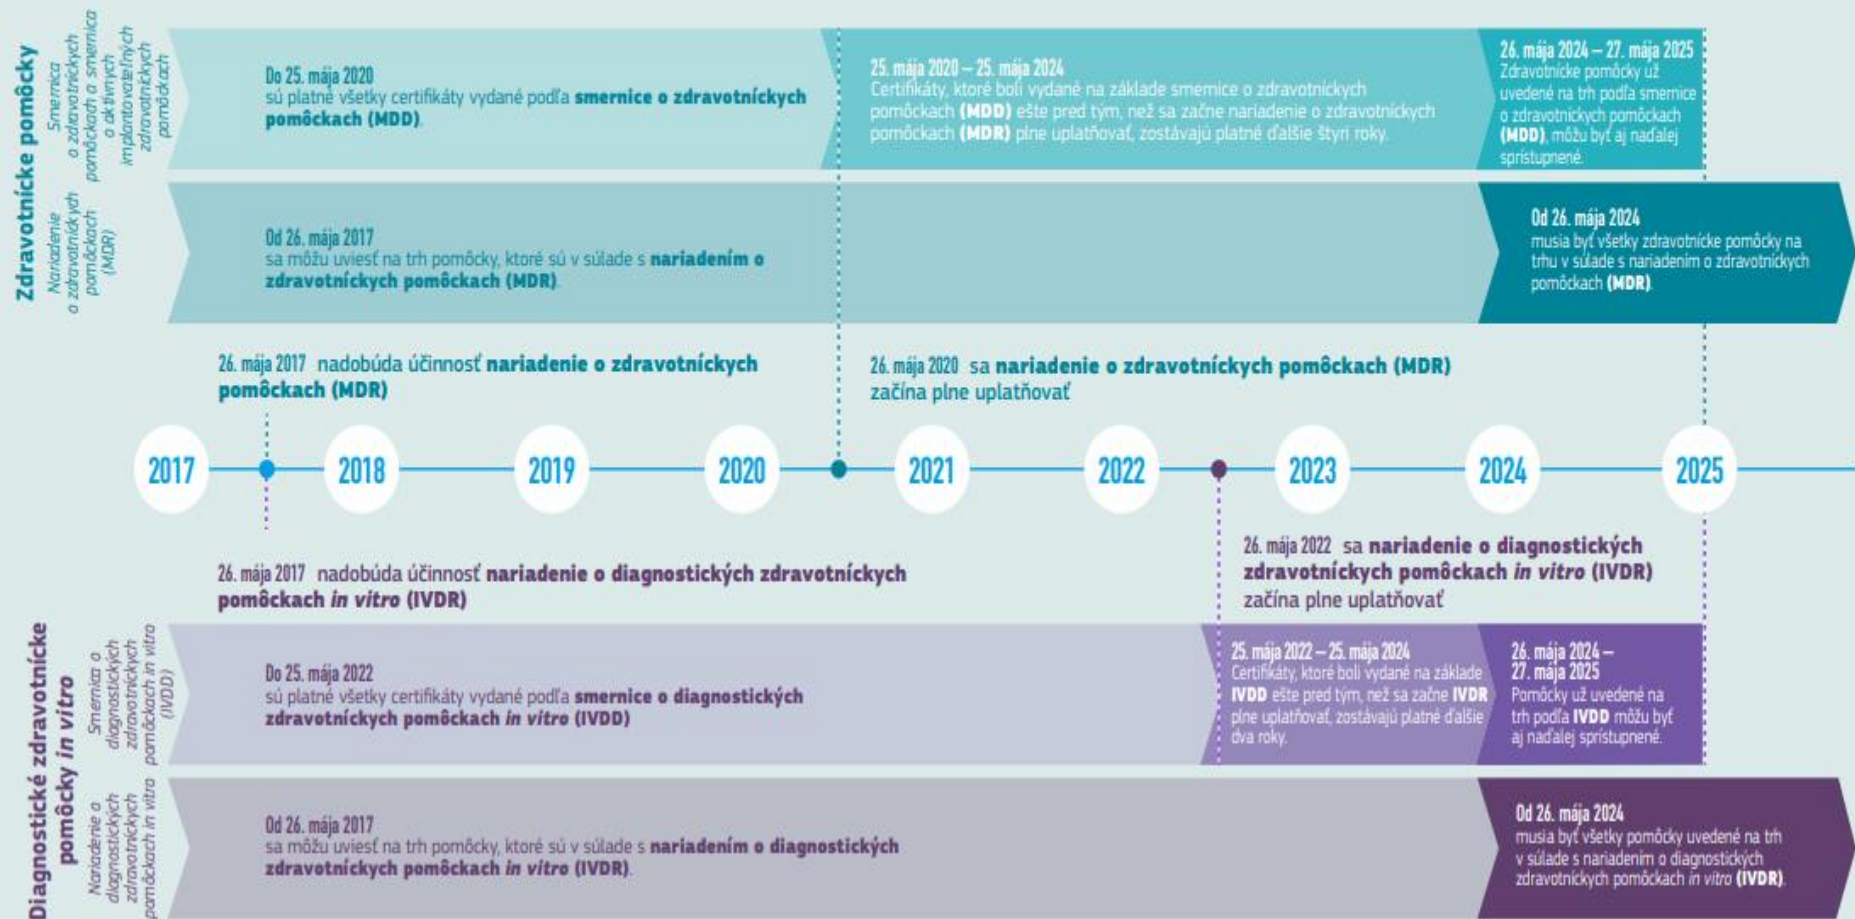 Zdravotnícke pomôcky
Smernica
o zdravotníckych
pomôckach a smernica
o aktívnych
implantovateľných
zdravotníckych
pomôckach
Do 25. mája 2020
sú platné všetky certifikáty vydané podľa smernice o zdravotníckych
pomôckach (MDD).
25. mája 2020 – 25. mája 2024
Certifikáty, ktoré boli vydané na základe smernice o zdravotníckych
pomôckach (MDD) ešte pred tým, než sa začne nariadenie o zdravotníckych
pomôckach (MDR) plne uplatňovať, zostávajú platné ďalšie štyri roky.
26. mája 2024 – 27. mája 2025
Zdravotnícke pomôcky už
uvedené na trh podľa smernice
o zdravotníckych pomôckach
(MDD), môžu byť aj naďalej
sprístupnené.
Nariadenie
o zdravotníckych
pomôckach
(MDR)
Od 26. mája 2017
sa môžu uviesť na trh pomôcky, ktoré sú v súlade s nariadením o
zdravotníckych pomôckach (MDR).
Od 26. mája 2024
musia byť všetky zdravotnícke pomôcky na
trhu v súlade s nariadením o zdravotníckych
pomôckach (MDR).
26. mája 2017 nadobúda účinnosť nariadenie o zdravotníckych
pomôckach (MDR)
26. mája 2020 sa nariadenie o zdravotníckych pomôckach (MDR)
začína plne uplatňovať
2017 2018 2019 2020 2021 2022 2023 2024 2025
26. mája 2017 nadobúda účinnosť nariadenie o diagnostických zdravotníckych
pomôckach in vitro (IVDR)
26. mája 2022 sa nariadenie o diagnostických
zdravotníckych pomôckach in vitro (IVDR)
začína plne uplatňovať
Diagnostické zdravotnícke
pomôcky in vitro
Smernica o
diagnostických
zdravotníckych
pomôckach in vitro
(IVDD)
Do 25. mája 2022
sú platné všetky certifikáty vydané podľa smernice o diagnostických
zdravotníckych pomôckach in vitro (IVDD)
25. mája 2022 – 25. mája 2024
Certifikáty, ktoré boli vydané na základe
IVDD ešte pred tým, než sa začne IVDR
plne uplatňovať, zostávajú platné ďalšie
dva roky.
26. mája 2024 –
27. mája 2025
Pomôcky už uvedené na
trh podľa IVDD môžu byť
aj naďalej sprístupnené.
Nariadenie o
diagnostických
zdravotníckych
pomôckach in vitro
Od 26. mája 2017
sa môžu uviesť na trh pomôcky, ktoré sú v súlade s nariadením o diagnostických
zdravotníckych pomôckach in vitro (IVDR).
Od 26. mája 2024
musia byť všetky pomôcky uvedené na trh
v súlade s nariadením o diagnostických
zdravotníckych pomôckach in vitro (IVDR).